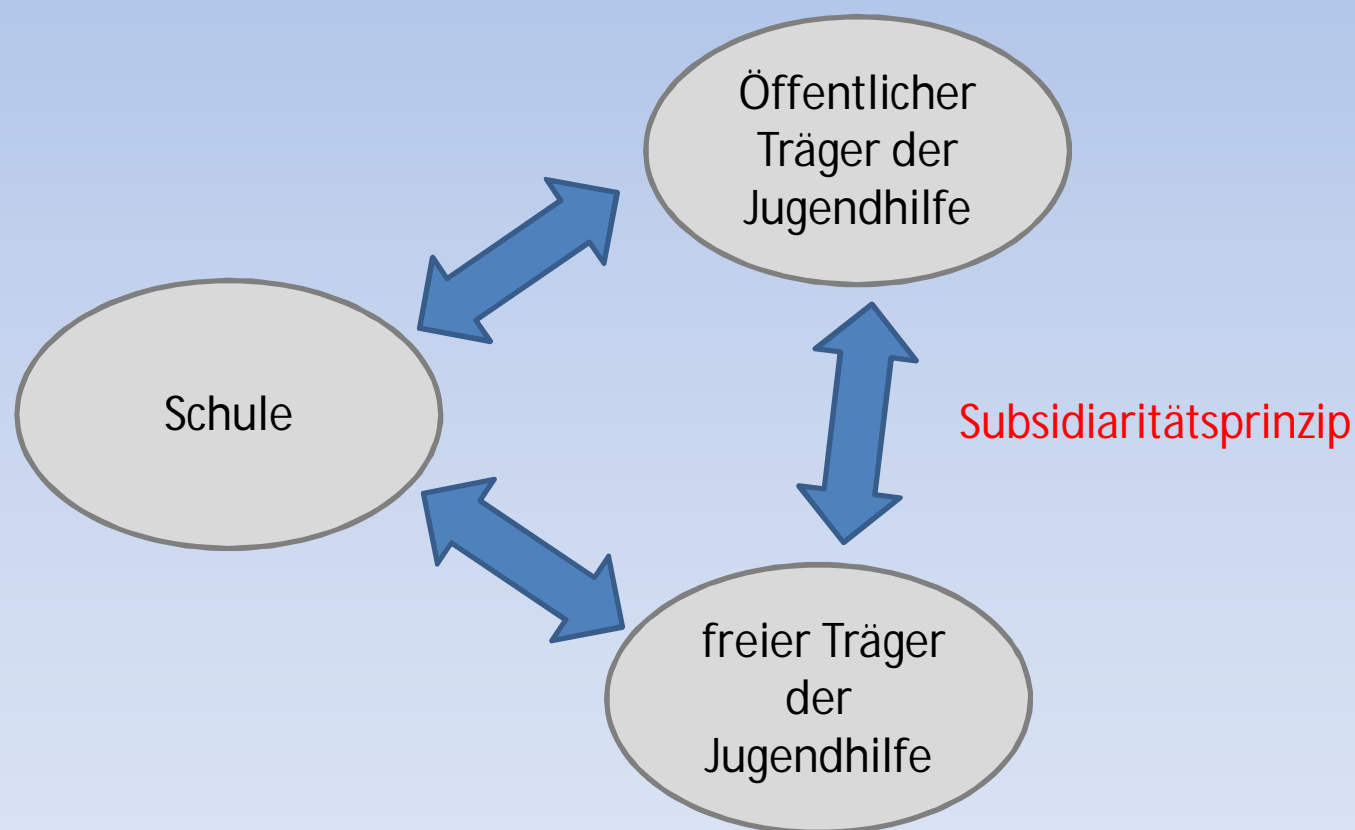 Öffentlicher
Träger der
Jugendhilfe
Schule
Subsidiaritätsprinzip
freier Träger
der
Jugendhilfe